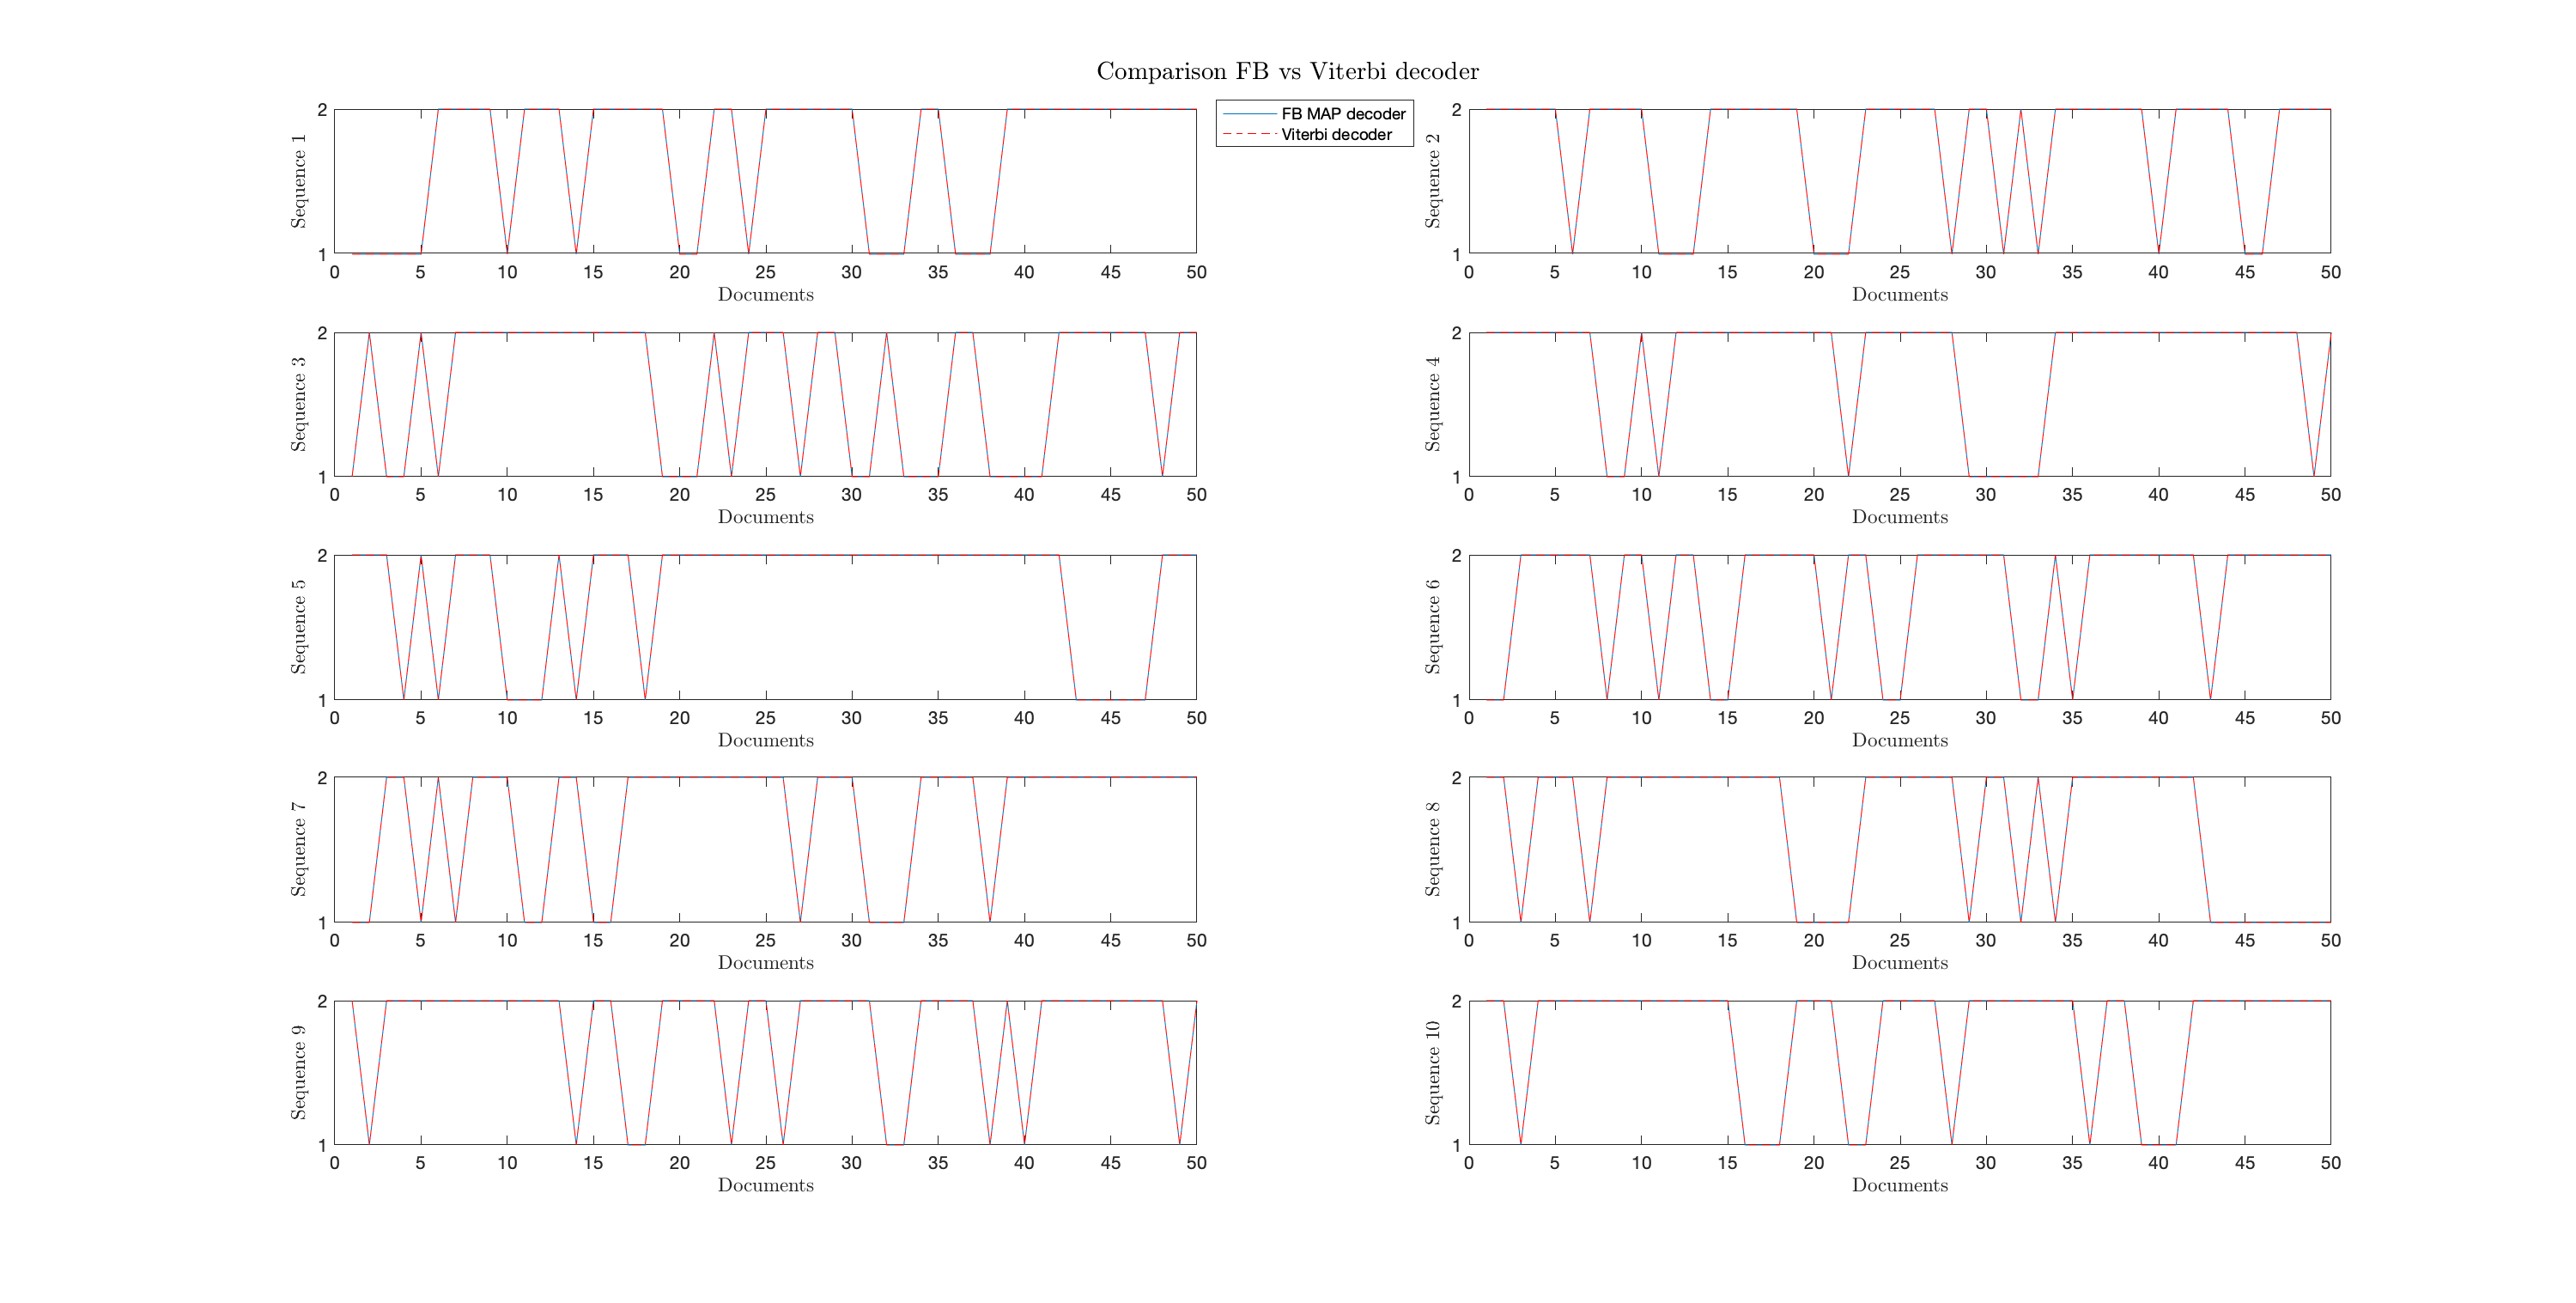 Comparison FB vs Viterbi decoder
FB MAP decoder
Viterbi decoder
Sequence 1
2
1
0 5 10 15 20 25 30 35 40 45 50
Documents
Sequence 2
2
1
0 5 10 15 20 25 30 35 40 45 50
Documents
Sequence 3
2
1
0 5 10 15 20 25 30 35 40 45 50
Documents
Sequence 4
2
1
0 5 10 15 20 25 30 35 40 45 50
Documents
Sequence 5
2
1
0 5 10 15 20 25 30 35 40 45 50
Documents
Sequence 6
2
1
0 5 10 15 20 25 30 35 40 45 50
Documents
Sequence 7
2
1
0 5 10 15 20 25 30 35 40 45 50
Documents
Sequence 8
2
1
0 5 10 15 20 25 30 35 40 45 50
Documents
Sequence 9
2
1
0 5 10 15 20 25 30 35 40 45 50
Documents
Sequence 10
2
1
0 5 10 15 20 25 30 35 40 45 50
Documents